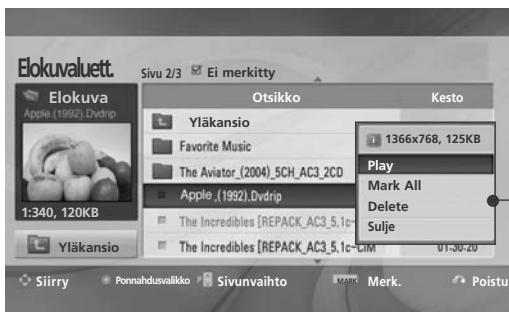 Elokuvaluett.
Sivu 2/3 Ei merkitty
Elokuva
Apple (1992).Dvdrip
1:340, 120KB
Yläkansio
Otsikko Kesto
Yläkansio
Favorite Music
The Aviator_(2004)_5CH_AC3_2CD
Apple .(1992).Dvdrip
The Incredibles [REPACK_AC3_5.1c-
The Incredibles [REPACK_AC3_5.1c-CiM 01-30-20
1366x768, 125KB
Play
Mark All
Delete
Sulje
Siirry Ponnahdusvalikko P Sivunvaihto MARK Merk. Poistu